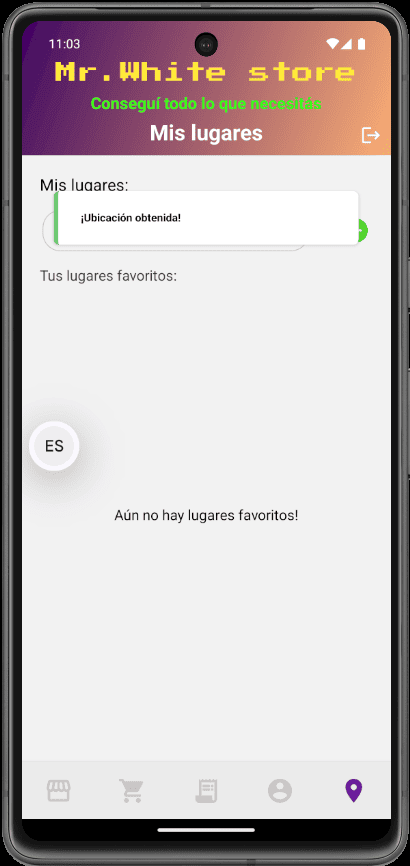 11:03
Mr.White store
Conseguí todo lo que necesitás
Mis lugares
Mis lugares:
¡Ubicación obtenida!
Tus lugares favoritos:
ES
Aún no hay lugares favoritos!